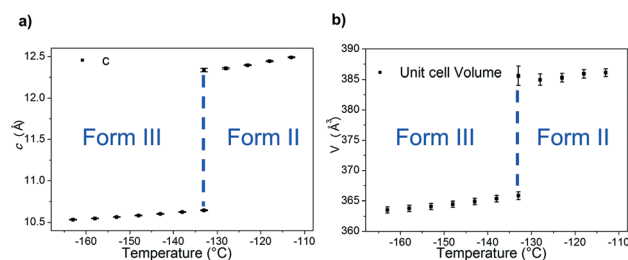 a)
12.5
12.0
11.5
11.0
10.5
c (Å)
c
Form III
Form II
-160
-150
-140
-130
-120
-110
Temperature (°C)
b)
390
385
380
375
370
365
360
V (Å³)
Unit cell Volume
Form III
Form II
-160
-150
-140
-130
-120
-110
Temperature (°C)